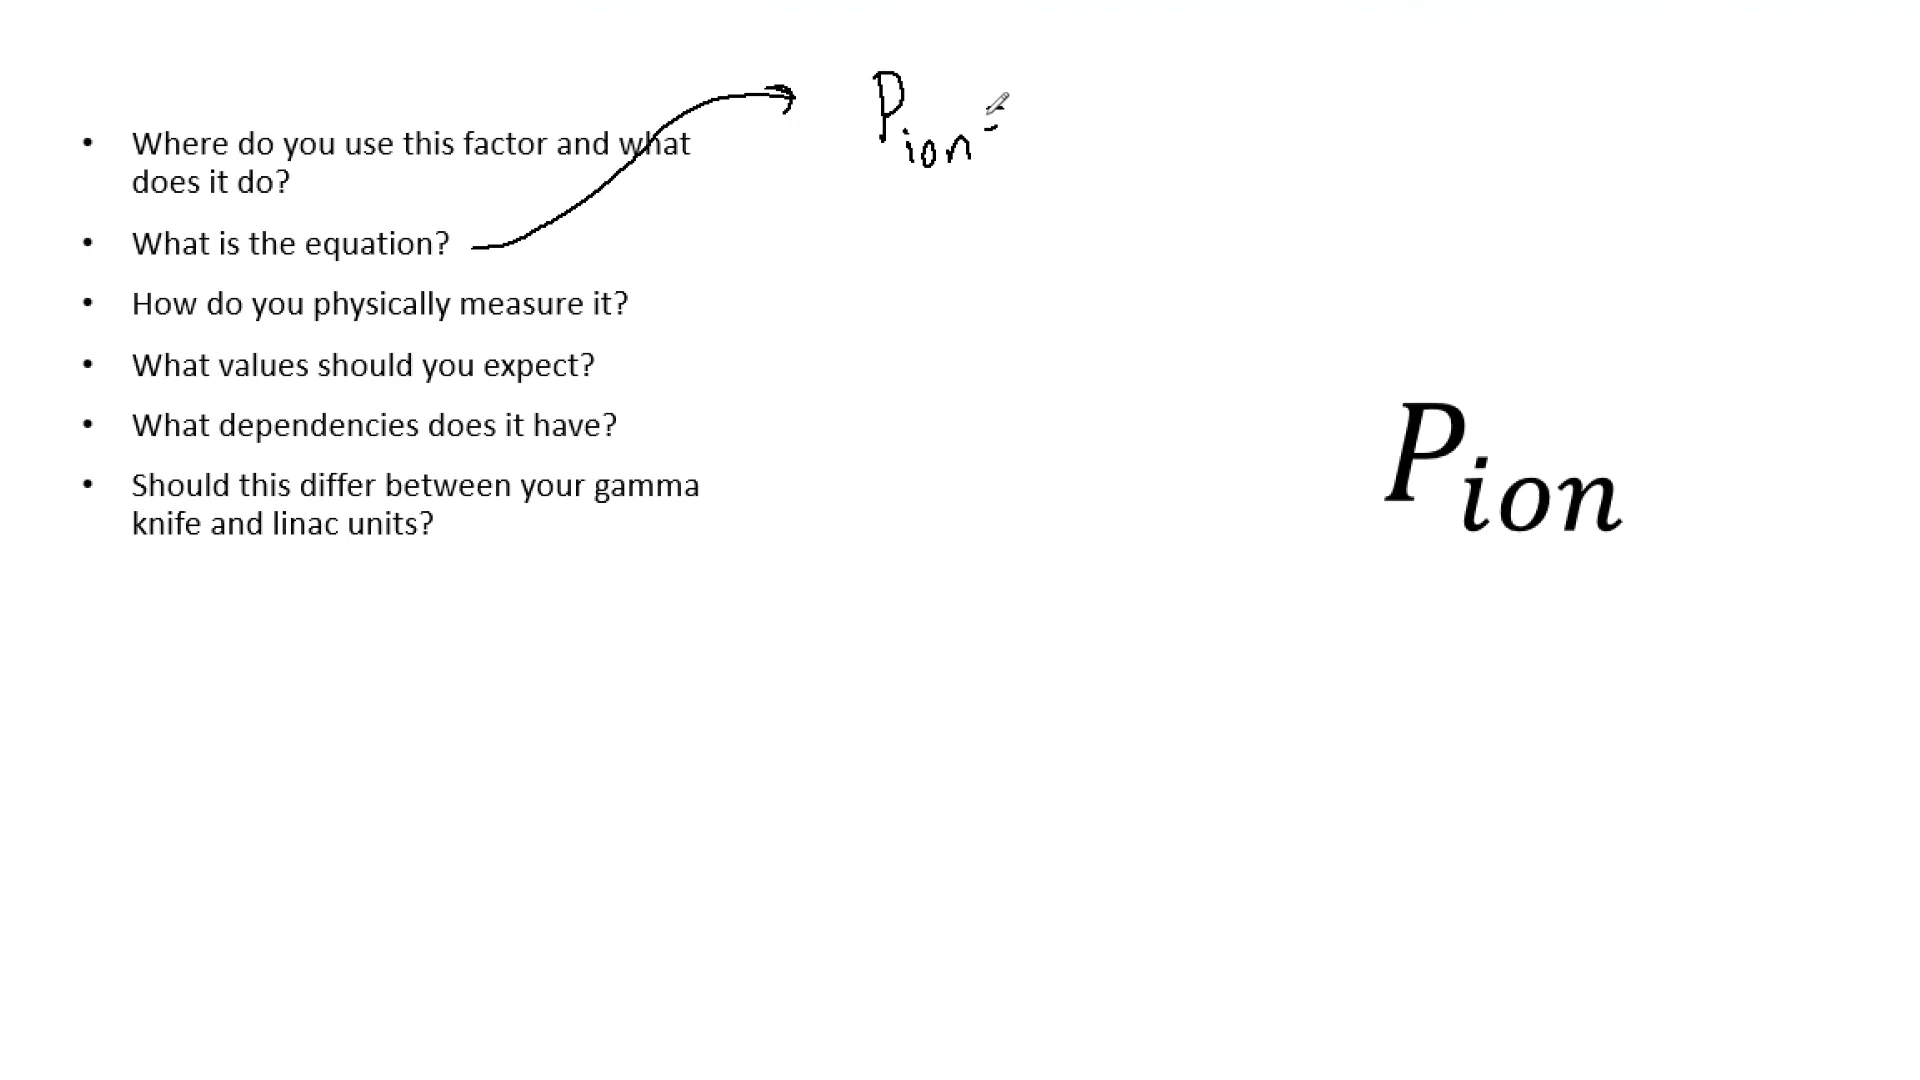 P_ion =
• Where do you use this factor and what
does it do?
• What is the equation?
• How do you physically measure it?
• What values should you expect?
• What dependencies does it have?
• Should this differ between your gamma
knife and linac units?
P_ion